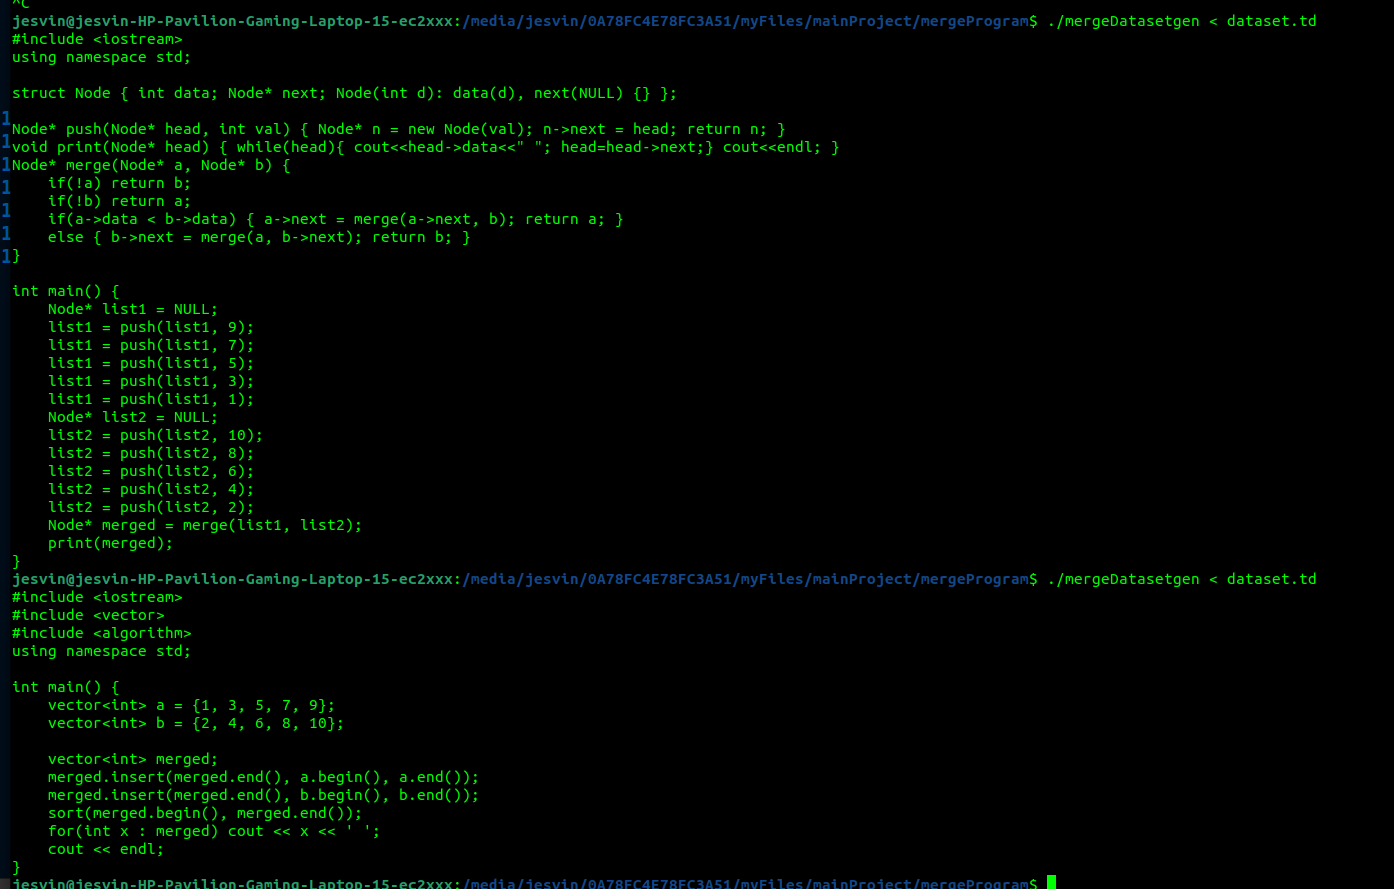 ^C
jesvin@jesvin-HP-Pavilion-Gaming-Laptop-15-ec2xxx:/media/jesvin/0A78FC4E78FC3A51/myFiles/mainProject/mergeProgram$ ./mergeDatasetgen < dataset.td
#include <iostream>
using namespace std;

struct Node { int data; Node* next; Node(int d): data(d), next(NULL) {} };

Node* push(Node* head, int val) { Node* n = new Node(val); n->next = head; return n; }
void print(Node* head) { while(head){ cout<<head->data<<" "; head=head->next;} cout<<endl; }
Node* merge(Node* a, Node* b) {
    if(!a) return b;
    if(!b) return a;
    if(a->data < b->data) { a->next = merge(a->next, b); return a; }
    else { b->next = merge(a, b->next); return b; }
}

int main() {
    Node* list1 = NULL;
    list1 = push(list1, 9);
    list1 = push(list1, 7);
    list1 = push(list1, 5);
    list1 = push(list1, 3);
    list1 = push(list1, 1);
    Node* list2 = NULL;
    list2 = push(list2, 10);
    list2 = push(list2, 8);
    list2 = push(list2, 6);
    list2 = push(list2, 4);
    list2 = push(list2, 2);
    Node* merged = merge(list1, list2);
    print(merged);
}
jesvin@jesvin-HP-Pavilion-Gaming-Laptop-15-ec2xxx:/media/jesvin/0A78FC4E78FC3A51/myFiles/mainProject/mergeProgram$ ./mergeDatasetgen < dataset.td
#include <iostream>
#include <vector>
#include <algorithm>
using namespace std;

int main() {
    vector<int> a = {1, 3, 5, 7, 9};
    vector<int> b = {2, 4, 6, 8, 10};

    vector<int> merged;
    merged.insert(merged.end(), a.begin(), a.end());
    merged.insert(merged.end(), b.begin(), b.end());
    sort(merged.begin(), merged.end());
    for(int x : merged) cout << x << ' ';
    cout << endl;
}
jesvin@jesvin-HP-Pavilion-Gaming-Laptop-15-ec2xxx:/media/jesvin/0A78FC4E78FC3A51/myFiles/mainProject/mergeProgram$
1
1
1
1
1
1
1